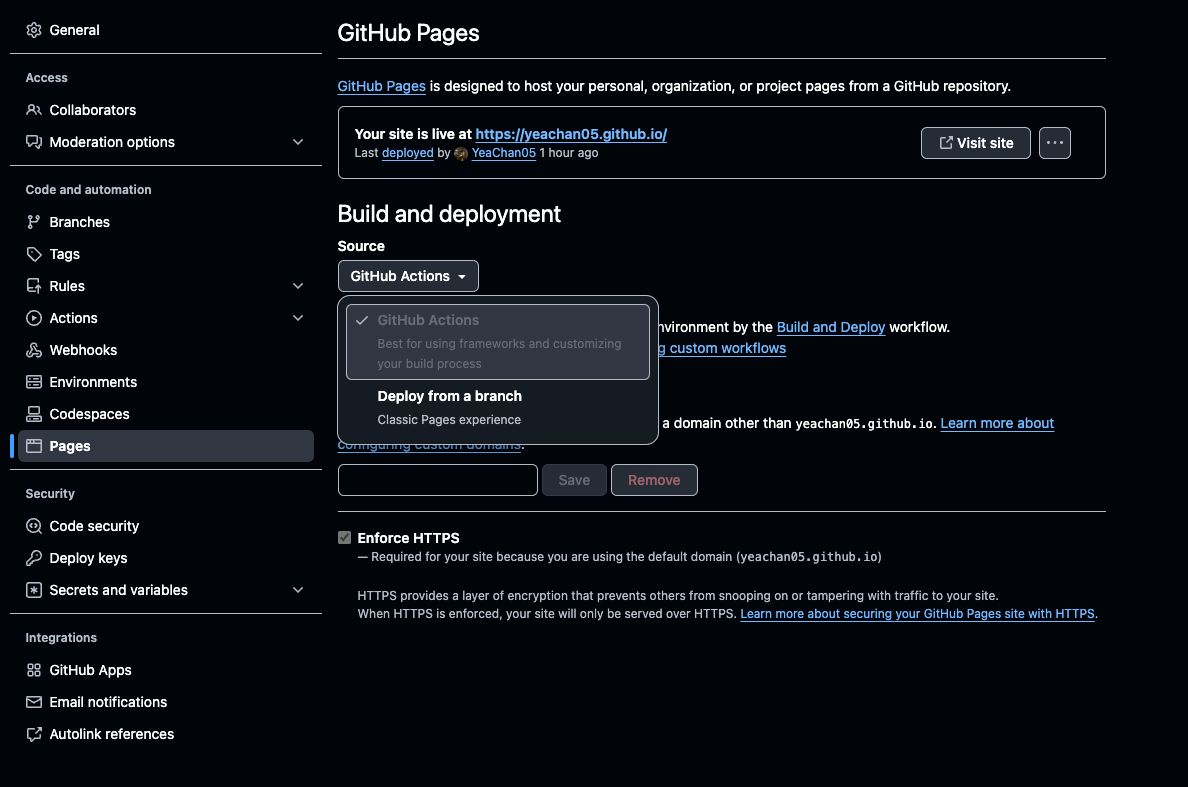 General
Access
Collaborators
Moderation options
Code and automation
Branches
Tags
Rules
Actions
Webhooks
Environments
Codespaces
Pages
Security
Code security
Deploy keys
Secrets and variables
Integrations
GitHub Apps
Email notifications
Autolink references
GitHub Pages
GitHub Pages is designed to host your personal, organization, or project pages from a GitHub repository.
Your site is live at https://yeachan05.github.io/
Last deployed by YeaChan05 1 hour ago
Visit site
Build and deployment
Source
GitHub Actions
GitHub Actions
Best for using frameworks and customizing
your build process
Deploy from a branch
Classic Pages experience
nvironment by the Build and Deploy workflow.
g custom workflows
a domain other than yeachan05.github.io. Learn more about
configuring custom domains.
Save
Remove
Enforce HTTPS
— Required for your site because you are using the default domain (yeachan05.github.io)
HTTPS provides a layer of encryption that prevents others from snooping on or tampering with traffic to your site.
When HTTPS is enforced, your site will only be served over HTTPS. Learn more about securing your GitHub Pages site with HTTPS.